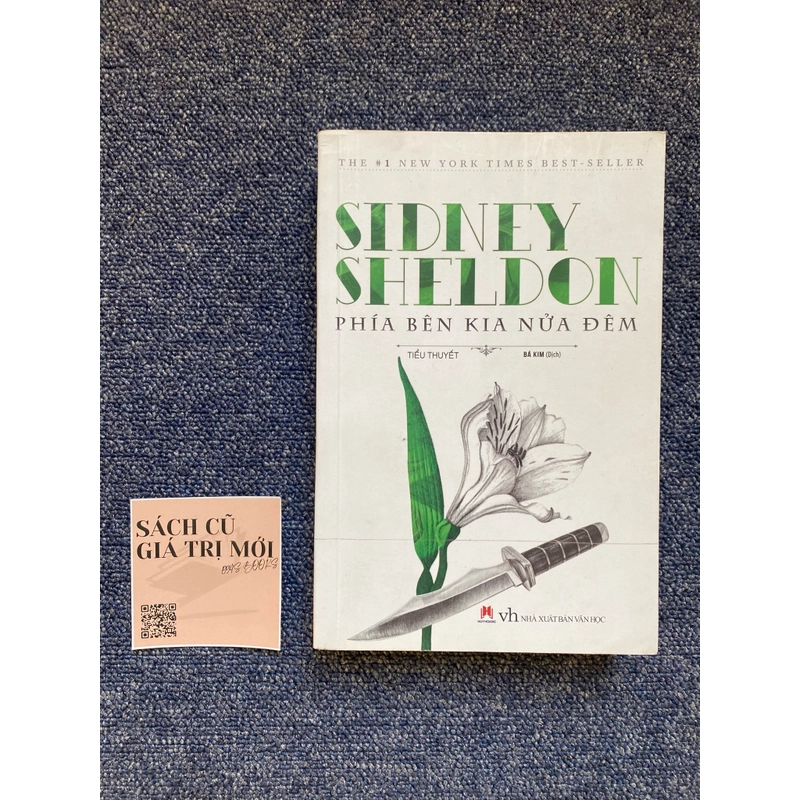 THE #1 NEW YORK TIMES BEST-SELLER
SIDNEY
SHELDON
PHÍA BÊN KIA NỬA ĐÊM
TIỂU THUYẾT
BÁ KIM (Dịch)
HUYHOANG
vh NHÀ XUẤT BẢN VĂN HỌC
SÁCH CŨ
GIÁ TRỊ MỚI